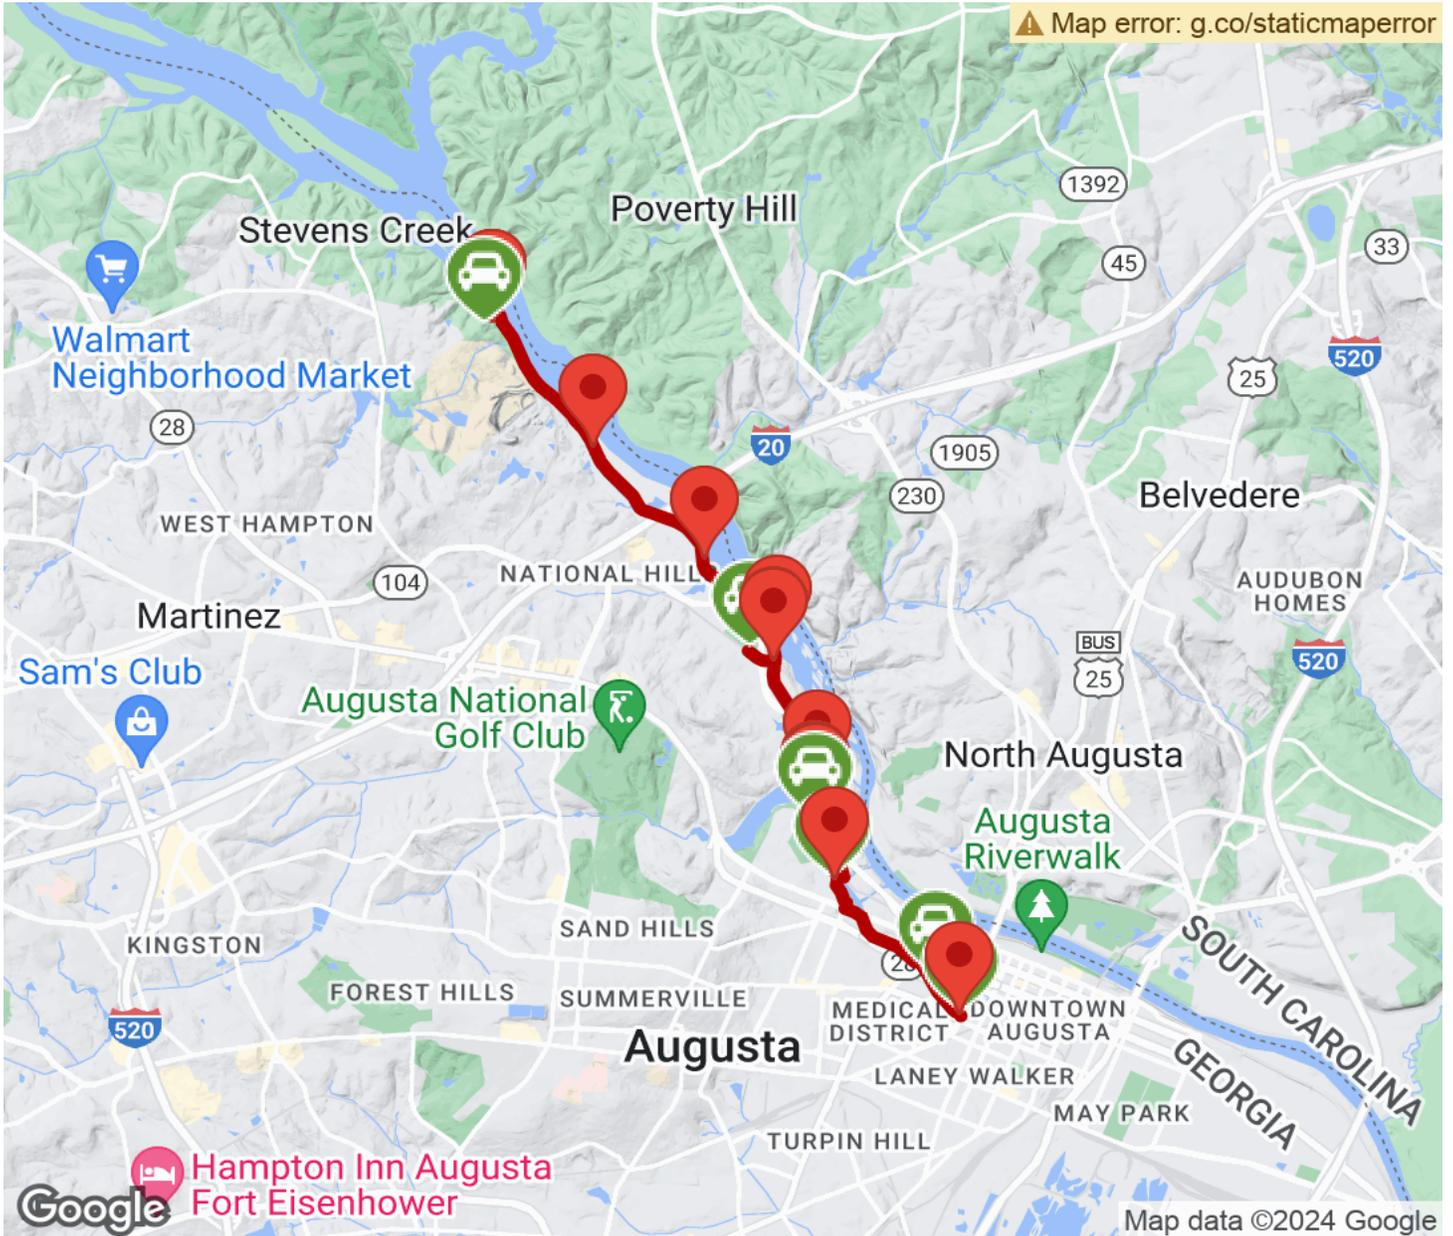 Map error: g.co/staticmaperror
1392
Poverty Hill
Stevens Creek
33
45
Walmart
Neighborhood Market
520
25
28
20
1905
230
Belvedere
WEST HAMPTON
NATIONAL HILL
104
AUDUBON
HOMES
Martinez
BUS
25
520
Sam's Club
Augusta National
Golf Club
North Augusta
Augusta
Riverwalk
SAND HILLS
KINGSTON
SOUTH CAROLINA
28
FOREST HILLS
SUMMERVILLE
MEDICAL
DISTRICT
DOWNTOWN
AUGUSTA
520
Augusta
GEORGIA
LANEY WALKER
MAY PARK
TURPIN HILL
Hampton Inn Augusta
Fort Eisenhower
Google
Map data ©2024 Google